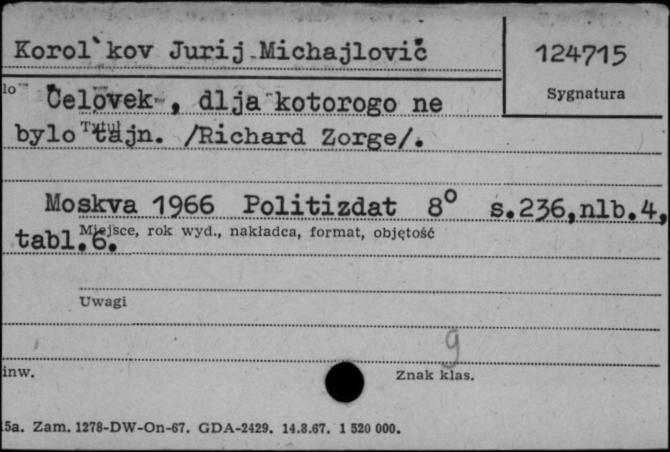 Korol`kov Jurij Michajlovič
124715
Sygnatura
Čelovek , dlja kotorogo ne
bylo tajn. /Richard Zorge/.
Tytuł
Moskva 1966 Politizdat 8° s.236,nlb.4,
tabl.6.
Miejsce, rok wyd., nakładca, format, objętość
Uwagi
g
inw.
Znak klas.
5a. Zam. 1278-DW-On-67. GDA-2429. 14.8.67. 1 520 000.